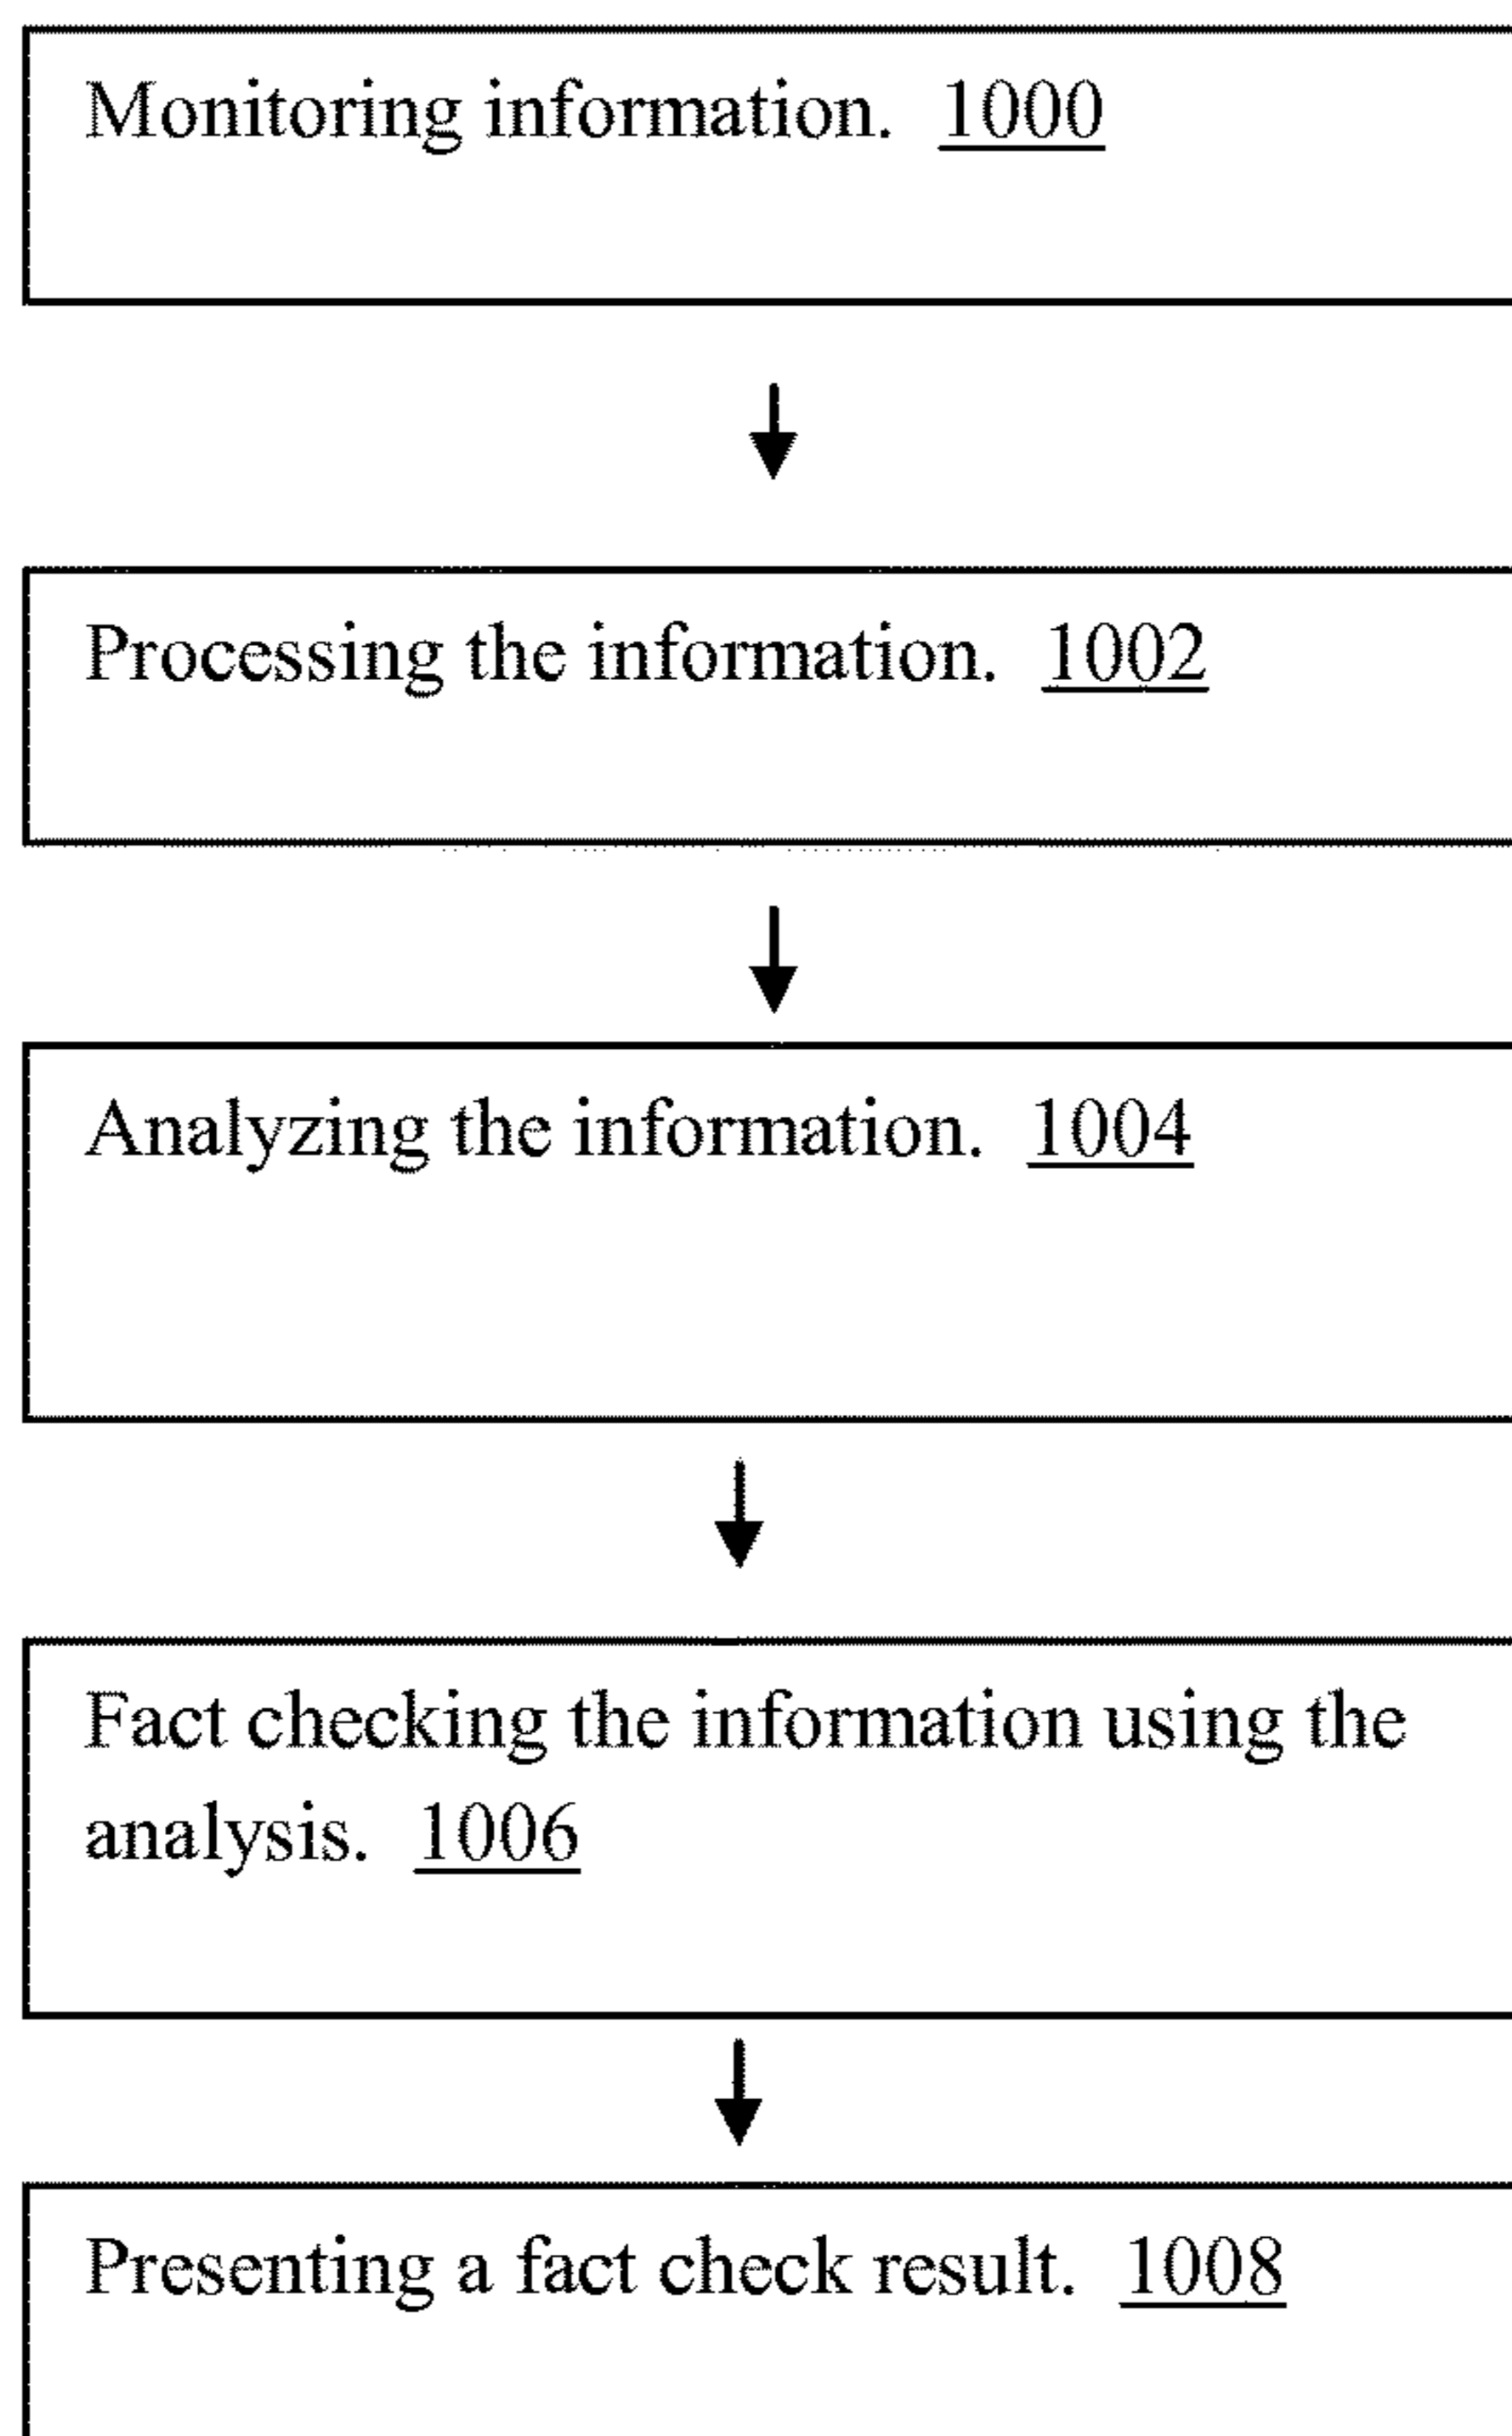 Monitoring information. 1000
Processing the information. 1002
Analyzing the information. 1004
Fact checking the information using the
analysis. 1006
Presenting a fact check result. 1008